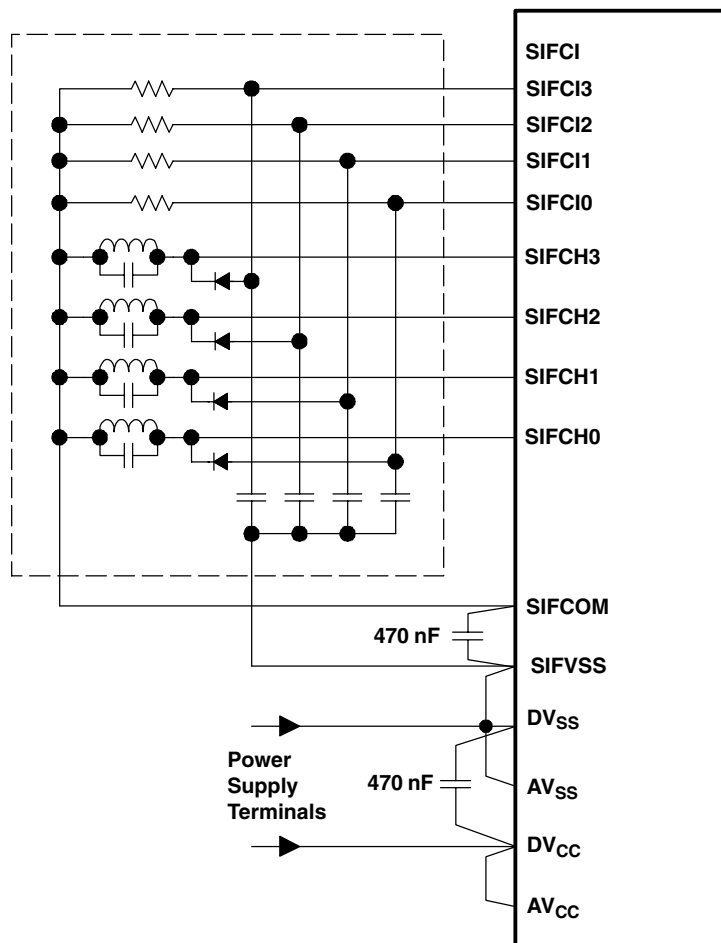 SIFCI
SIFCI3
SIFCI2
SIFCI1
SIFCI0
SIFCH3
SIFCH2
SIFCH1
SIFCH0
SIFCOM
470 nF
SIFVSS
DVSS
Power
Supply
Terminals
470 nF
AVSS
DVCC
AVCC